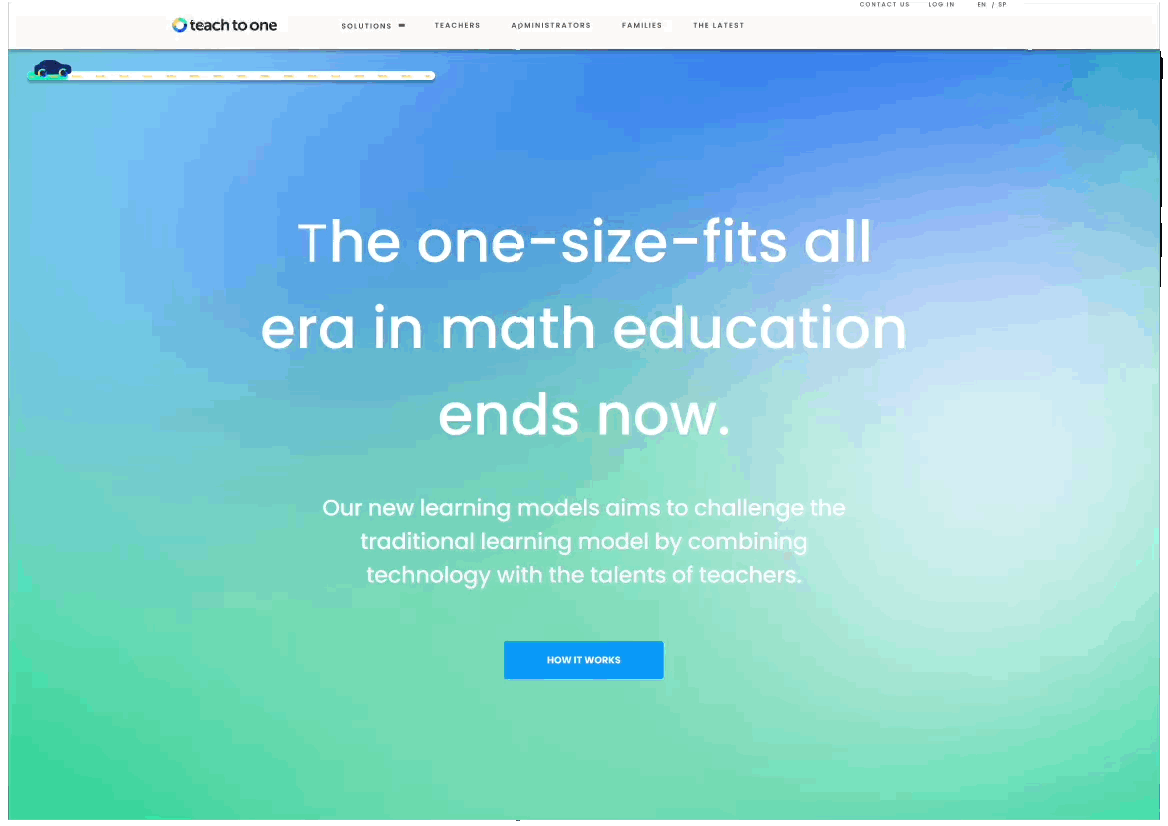 CONTACT US LOG IN EN / SP
teach to one SOLUTIONS TEACHERS ADMINISTRATORS FAMILIES THE LATEST
The one-size-fits all
era in math education
ends now.
Our new learning models aims to challenge the
traditional learning model by combining
technology with the talents of teachers.
HOW IT WORKS